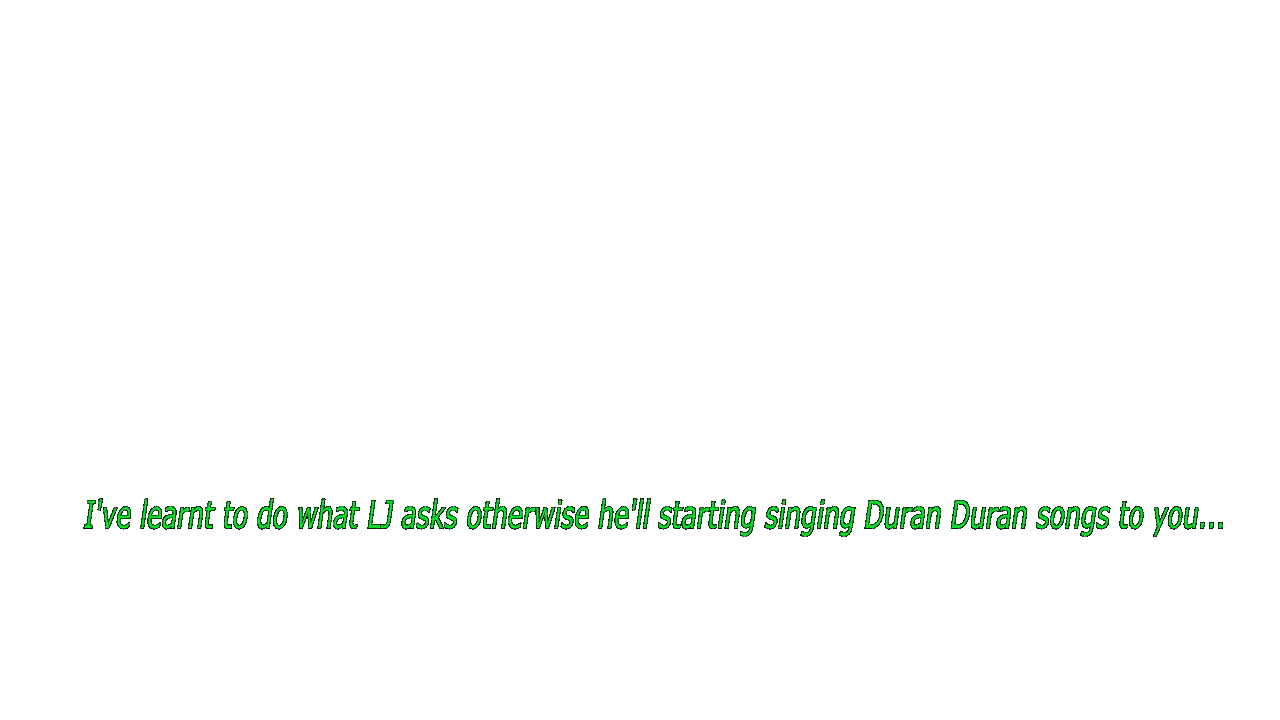 I've learnt to do what LJ asks otherwise he'll starting singing Duran Duran songs to you...